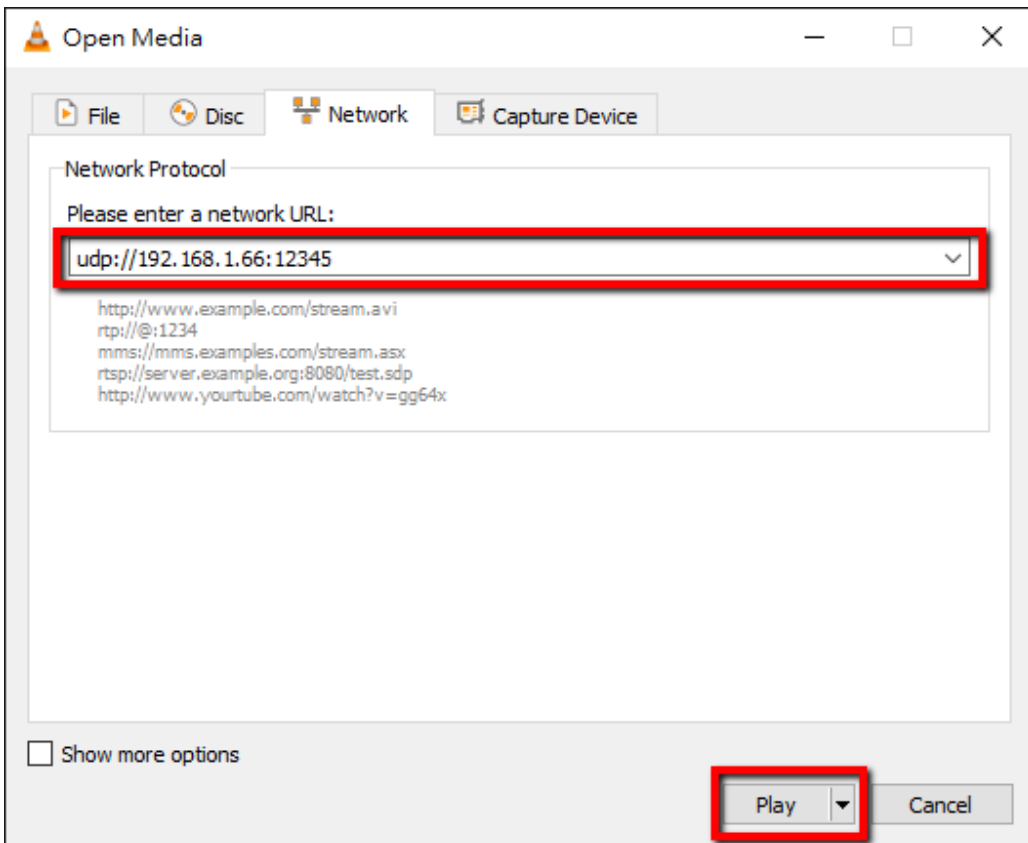 Open Media
File Disc Network Capture Device
Network Protocol
Please enter a network URL:
udp://192.168.1.66:12345
http://www.example.com/stream.avi
rtp://@:1234
mms://mms.examples.com/stream.asx
rtsp://server.example.org:8080/test.sdp
http://www.yourtube.com/watch?v=gg64x
Show more options
Play Cancel